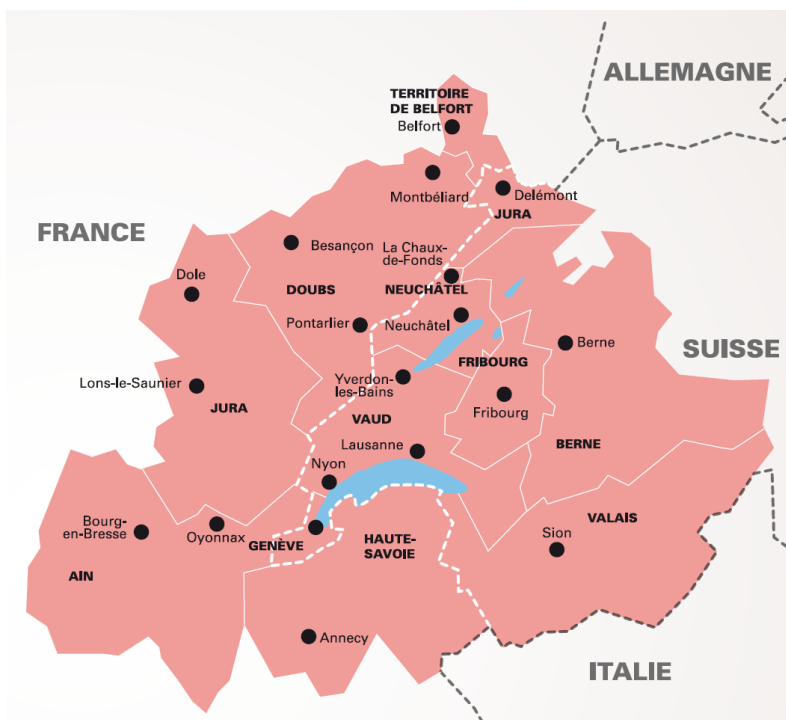 ALLEMAGNE
TERRITOIRE
DE BELFORT
Belfort
Montbéliard
Delémont
JURA
FRANCE
Besançon
La Chaux-
de-Fonds
Dole
DOUBS
NEUCHÂTEL
Pontarlier
Neuchâtel
Berne
SUISSE
FRIBOURG
Lons-le-Saunier
Yverdon-
les-Bains
JURA
VAUD
Fribourg
Lausanne
BERNE
Nyon
VALAIS
Bourg-
en-Bresse
Oyonnax
GENÈVE
HAUTE-
SAVOIE
Sion
AIN
Annecy
ITALIE